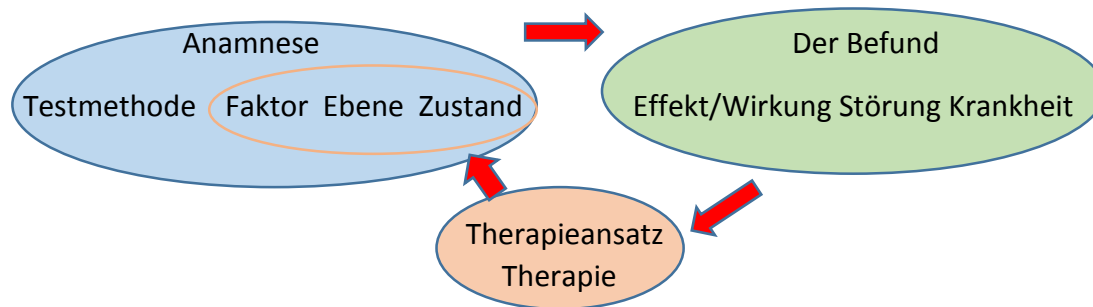 Anamnese
Testmethode Faktor Ebene Zustand
Der Befund
Effekt/Wirkung Störung Krankheit
Therapieansatz
Therapie